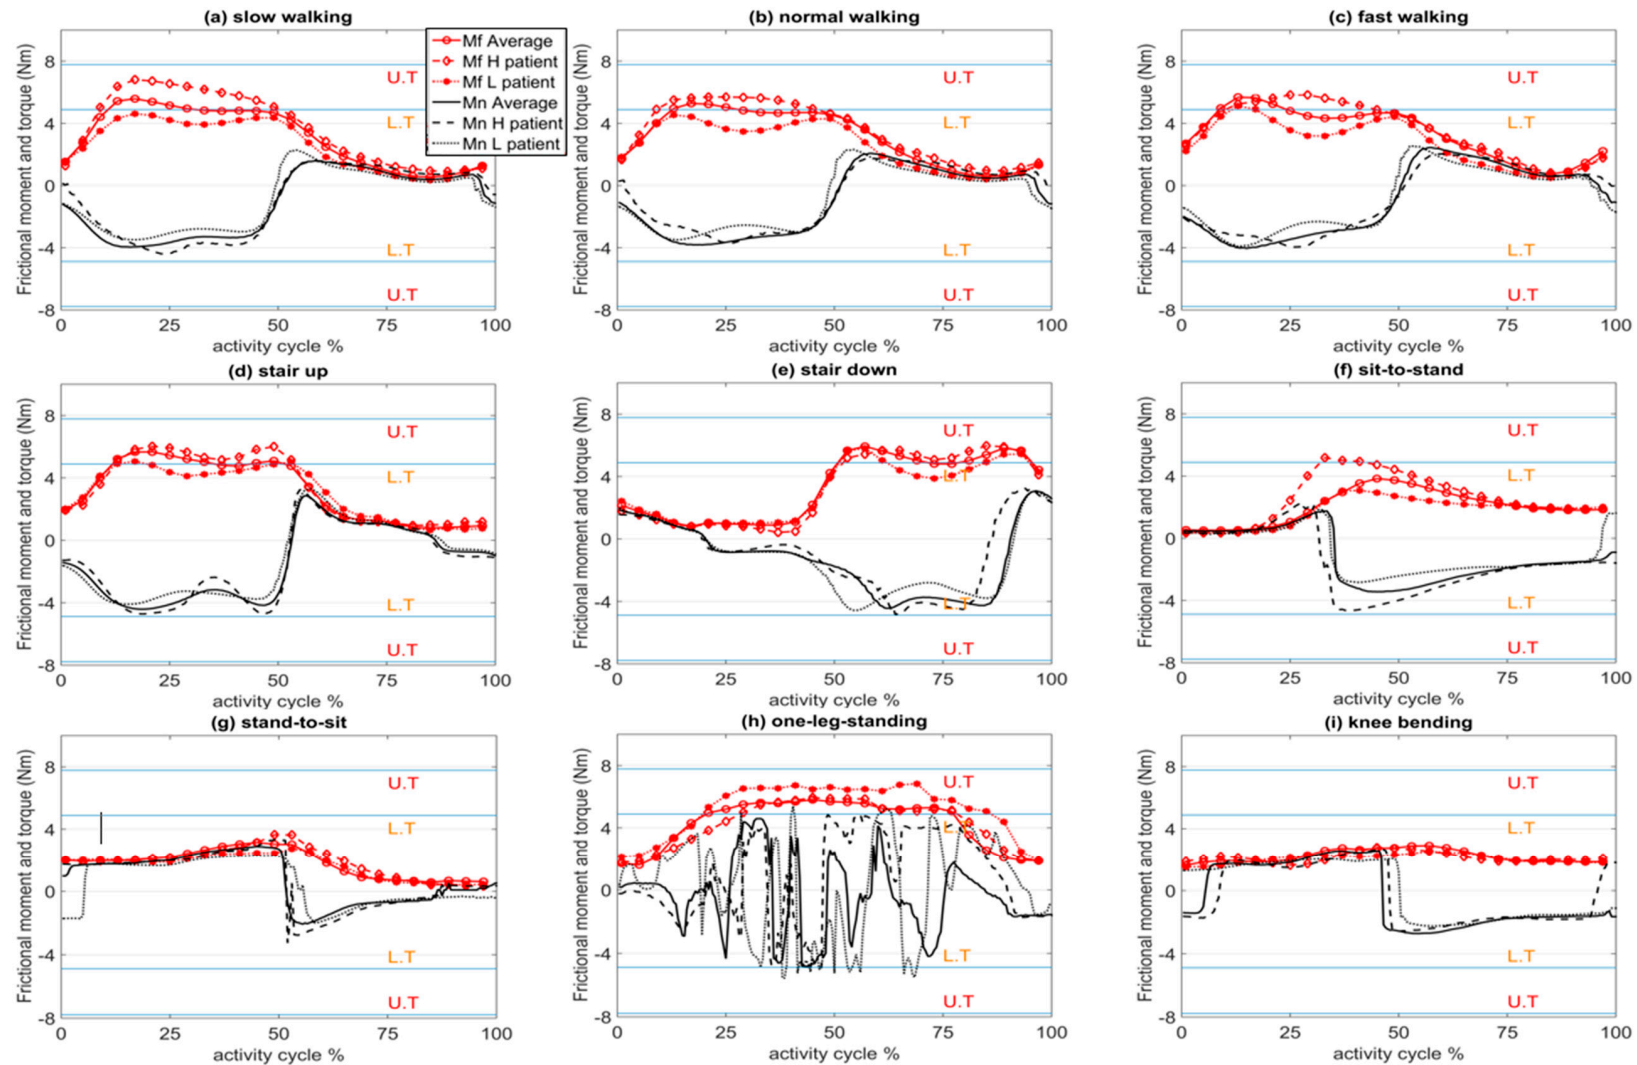 (a) slow walking
Frictional moment and torque (Nm)
8
4
0
-4
-8
U.T
L.T
L.T
U.T
0 25 50 75 100
activity cycle %
Mf Average
Mf H patient
Mf L patient
Mn Average
Mn H patient
Mn L patient
(b) normal walking
Frictional moment and torque (Nm)
8
4
0
-4
-8
U.T
L.T
L.T
U.T
0 25 50 75 100
activity cycle %
(c) fast walking
Frictional moment and torque (Nm)
8
4
0
-4
-8
U.T
L.T
L.T
U.T
0 25 50 75 100
activity cycle %
(d) stair up
Frictional moment and torque (Nm)
8
4
0
-4
-8
U.T
L.T
L.T
U.T
0 25 50 75 100
activity cycle %
(e) stair down
Frictional moment and torque (Nm)
8
4
0
-4
-8
U.T
L.T
L.T
U.T
0 25 50 75 100
activity cycle %
(f) sit-to-stand
Frictional moment and torque (Nm)
8
4
0
-4
-8
U.T
L.T
L.T
U.T
0 25 50 75 100
activity cycle %
(g) stand-to-sit
Frictional moment and torque (Nm)
8
4
0
-4
-8
U.T
L.T
L.T
U.T
0 25 50 75 100
activity cycle %
(h) one-leg-standing
Frictional moment and torque (Nm)
8
4
0
-4
-8
U.T
L.T
L.T
U.T
0 25 50 75 100
activity cycle %
(i) knee bending
Frictional moment and torque (Nm)
8
4
0
-4
-8
U.T
L.T
L.T
U.T
0 25 50 75 100
activity cycle %